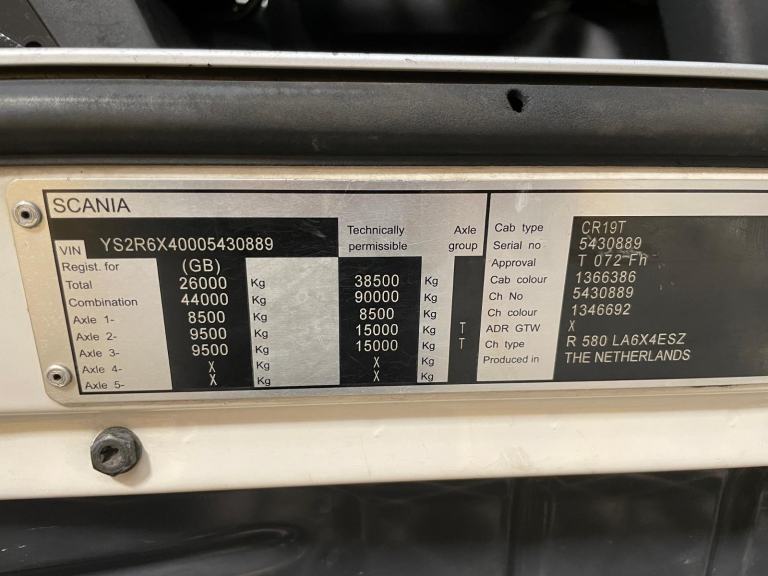 SCANIA
VIN YS2R6X40005430889
Technically permissible Axle group
Regist. for (GB)
Total 26000 Kg 38500 Kg
Combination 44000 Kg 90000 Kg
Axle 1- 8500 Kg 8500 Kg
Axle 2- 9500 Kg 15000 Kg T
Axle 3- 9500 Kg 15000 Kg T
Axle 4- X Kg X Kg
Axle 5- X Kg X Kg
Cab type CR19T
Serial no 5430889
Approval T 072 Fh
Cab colour 1366386
Ch No 5430889
Ch colour 1346692
ADR GTW X
Ch type R 580 LA6X4ESZ
Produced in THE NETHERLANDS